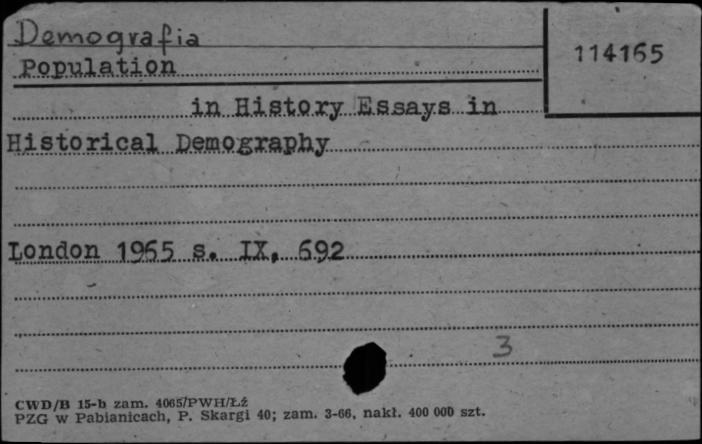 Demografia
114165
Population
in History Essays in
Historical Demography
London 1965 s. IX, 692
3
CWD/B 15-b zam. 4065/PWH/Łź
PZG w Pabianicach, P. Skargi 40; zam. 3-66, nakł. 400 000 szt.